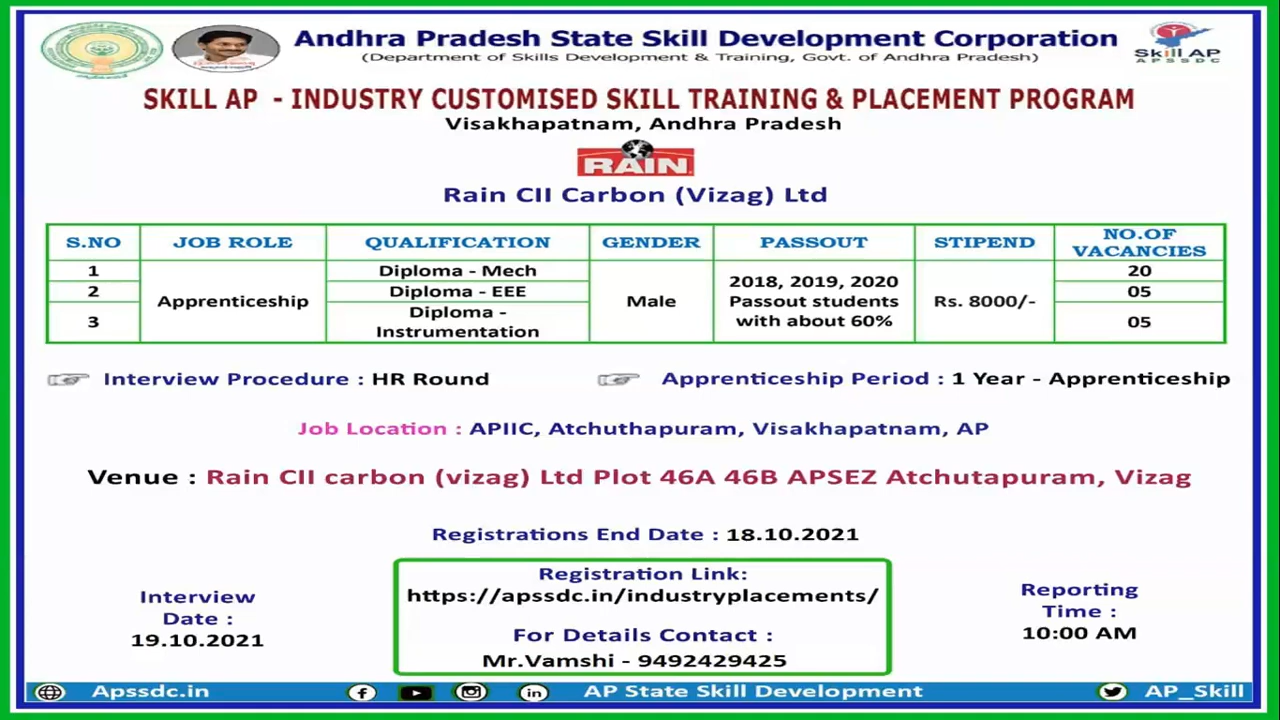 Andhra Pradesh State Skill Development Corporation
(Department of Skills Development & Training, Govt. of Andhra Pradesh)
Skill AP
APSSDC
SKILL AP - INDUSTRY CUSTOMISED SKILL TRAINING & PLACEMENT PROGRAM
Visakhapatnam, Andhra Pradesh
RAIN
Rain CII Carbon (Vizag) Ltd
S.NO JOB ROLE QUALIFICATION GENDER PASSOUT STIPEND NO.OF VACANCIES
1 Apprenticeship Diploma - Mech Male 2018, 2019, 2020 Passout students with about 60% Rs. 8000/- 20
2 Diploma - EEE 05
3 Diploma - Instrumentation 05
Interview Procedure : HR Round
Apprenticeship Period : 1 Year - Apprenticeship
Job Location : APIIC, Atchuthapuram, Visakhapatnam, AP
Venue : Rain CII carbon (vizag) Ltd Plot 46A 46B APSEZ Atchutapuram, Vizag
Registrations End Date : 18.10.2021
Interview
Date :
19.10.2021
Registration Link:
https://apssdc.in/industryplacements/
For Details Contact :
Mr.Vamshi - 9492429425
Reporting
Time :
10:00 AM
Apssdc.in
AP State Skill Development
AP_Skill